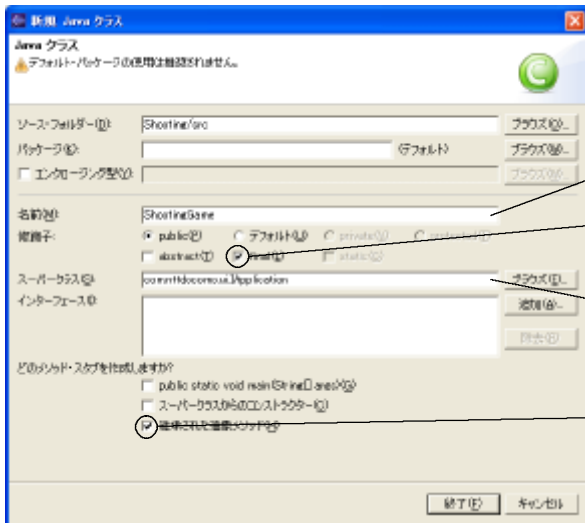 新規 Java クラス
Java クラス
デフォルト・パッケージの使用は推奨されません。
ソース・フォルダー(D): Shooting/src ブラウズ(O)...
パッケージ(K): (デフォルト) ブラウズ(W)...
エンクロージング型(Y): ブラウズ(W)...
名前(M): ShootingGame
修飾子: public(P) デフォルト(U) private(V) protected(T)
abstract(T) final(L) static(C)
スーパークラス(S): com.nttdocomo.ui.IApplication ブラウズ(E)...
インターフェース(I): 追加(A)...
除去(R)
どのメソッド・スタブを作成しますか?
public static void main(String[] args)(G)
スーパークラスからのコンストラクター(C)
継承された抽象メソッド(H)
終了(F) キャンセル